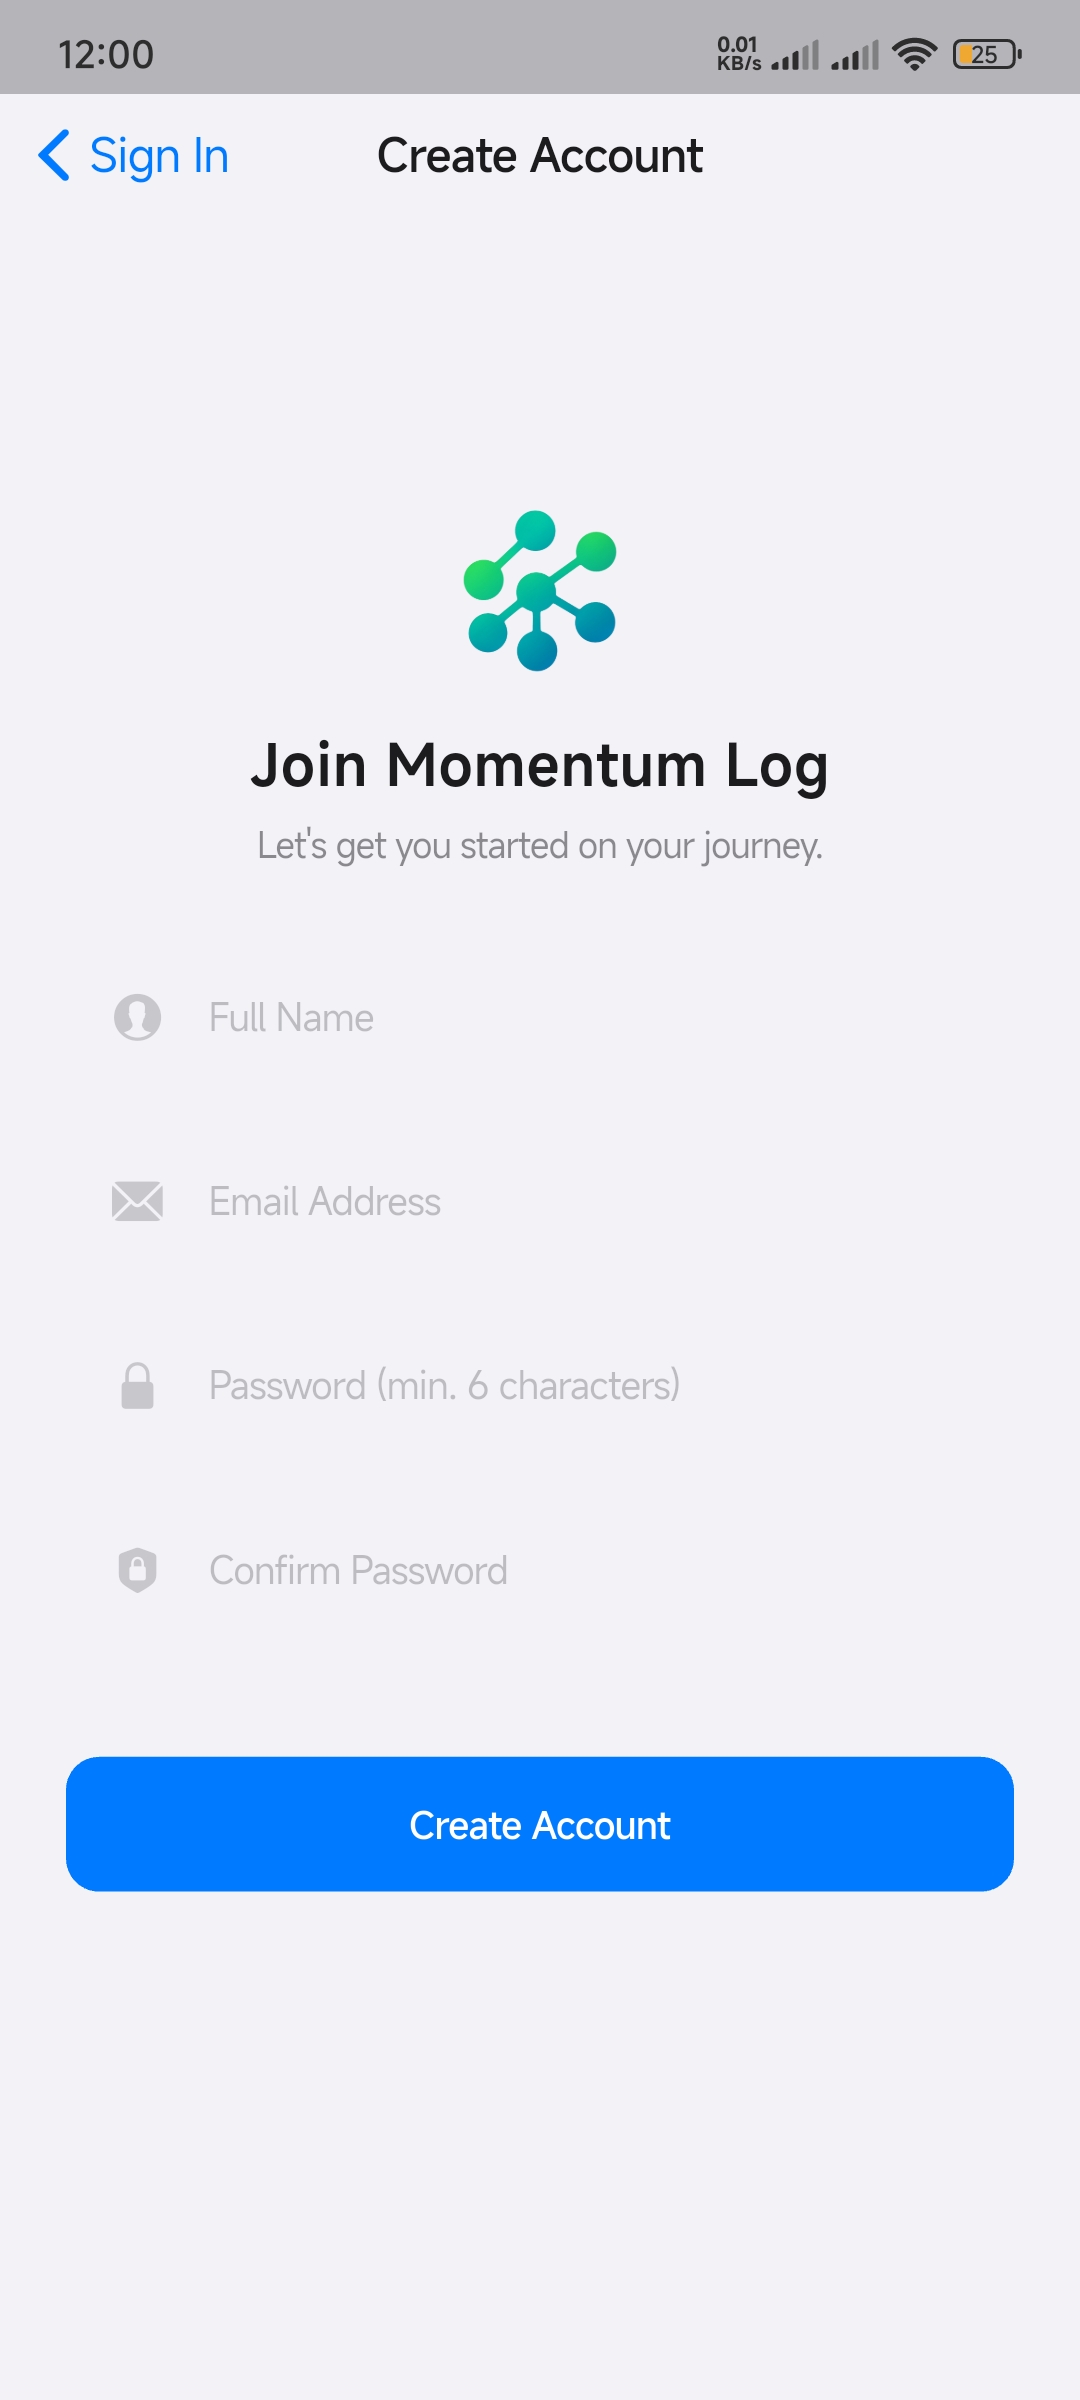 12:00
0.01
KB/s
25
Sign In
Create Account
Join Momentum Log
Let's get you started on your journey.
Full Name
Email Address
Password (min. 6 characters)
Confirm Password
Create Account